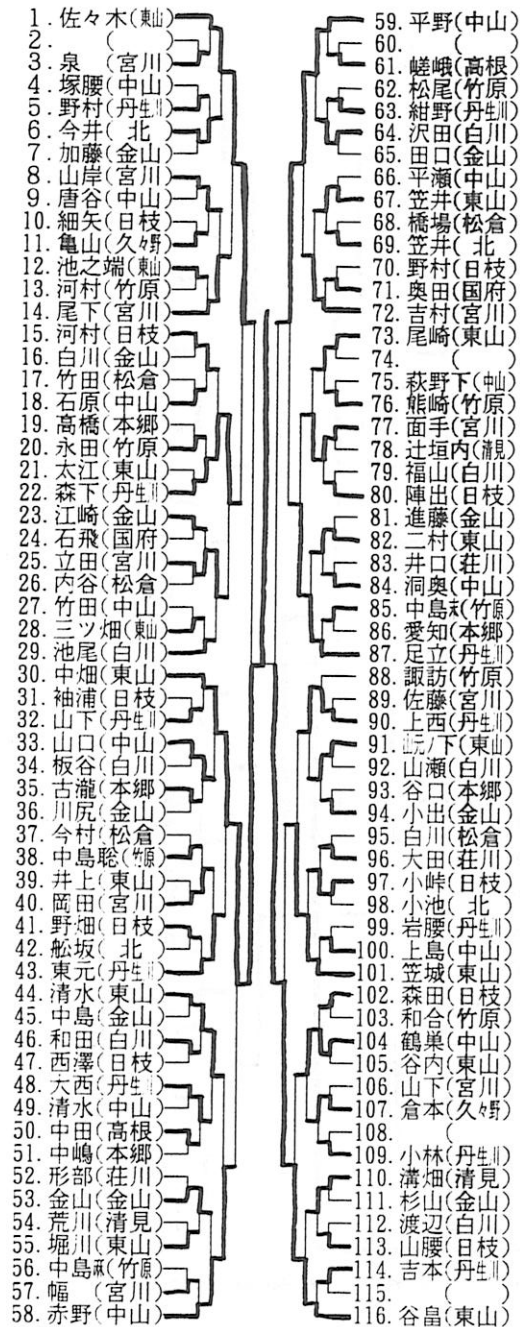 1. 佐々木(東山)
2. (　　)
3. 泉　(宮川)
4. 塚腰(中山)
5. 野村(丹生川)
6. 今井(　北)
7. 加藤(金山)
8. 山岸(宮川)
9. 唐谷(中山)
10. 細矢(日枝)
11. 亀山(久々野)
12. 池之端(東山)
13. 河村(竹原)
14. 尾下(宮川)
15. 河村(日枝)
16. 白川(金山)
17. 竹田(松倉)
18. 石原(中山)
19. 高橋(本郷)
20. 永田(竹原)
21. 太江(東山)
22. 森下(丹生川)
23. 江崎(金山)
24. 石飛(国府)
25. 立田(宮川)
26. 内谷(松倉)
27. 竹田(中山)
28. 三ツ畑(東山)
29. 池尾(白川)
30. 中畑(東山)
31. 袖浦(日枝)
32. 山下(丹生川)
33. 山口(中山)
34. 板谷(白川)
35. 古瀧(本郷)
36. 川尻(金山)
37. 今村(松倉)
38. 中島聡(竹原)
39. 井上(東山)
40. 岡田(宮川)
41. 野畑(日枝)
42. 舩坂(　北)
43. 東元(丹生川)
44. 清水(東山)
45. 中島(金山)
46. 和田(白川)
47. 西澤(日枝)
48. 大西(丹生川)
49. 清水(中山)
50. 中田(高根)
51. 中嶋(本郷)
52. 形部(荘川)
53. 金山(金山)
54. 荒川(清見)
55. 堀川(東山)
56. 中島(竹原)
57. 幅　(宮川)
58. 赤野(中山)
59. 平野(中山)
60. (　　)
61. 嵯峨(高根)
62. 松尾(竹原)
63. 紺野(丹生川)
64. 沢田(白川)
65. 田口(金山)
66. 平瀬(中山)
67. 笠井(東山)
68. 橋場(松倉)
69. 笠井(　北)
70. 野村(日枝)
71. 奥田(国府)
72. 吉村(宮川)
73. 尾崎(東山)
74. (　　)
75. 萩野下(中山)
76. 熊崎(竹原)
77. 面手(宮川)
78. 辻垣内(清見)
79. 福山(白川)
80. 陣出(日枝)
81. 進藤(金山)
82. 二村(東山)
83. 井口(荘川)
84. 洞奥(中山)
85. 中島(竹原)
86. 愛知(本郷)
87. 足立(丹生川)
88. 諏訪(竹原)
89. 佐藤(宮川)
90. 上西(丹生川)
91. ノ下(東山)
92. 山瀬(白川)
93. 谷口(本郷)
94. 小出(金山)
95. 白川(松倉)
96. 大田(荘川)
97. 小峠(日枝)
98. 小池(　北)
99. 岩腰(丹生川)
100. 上島(中山)
101. 笠城(東山)
102. 森田(日枝)
103. 和合(竹原)
104 鶴巣(中山)
105. 谷内(東山)
106. 山下(宮川)
107. 倉本(久々野)
108. (
109. 小林(丹生川)
110. 溝畑(清見)
111. 杉山(金山)
112. 渡辺(白川)
113. 山腰(日枝)
114. 吉本(丹生川)
115. (　　)
116. 谷畠(東山)